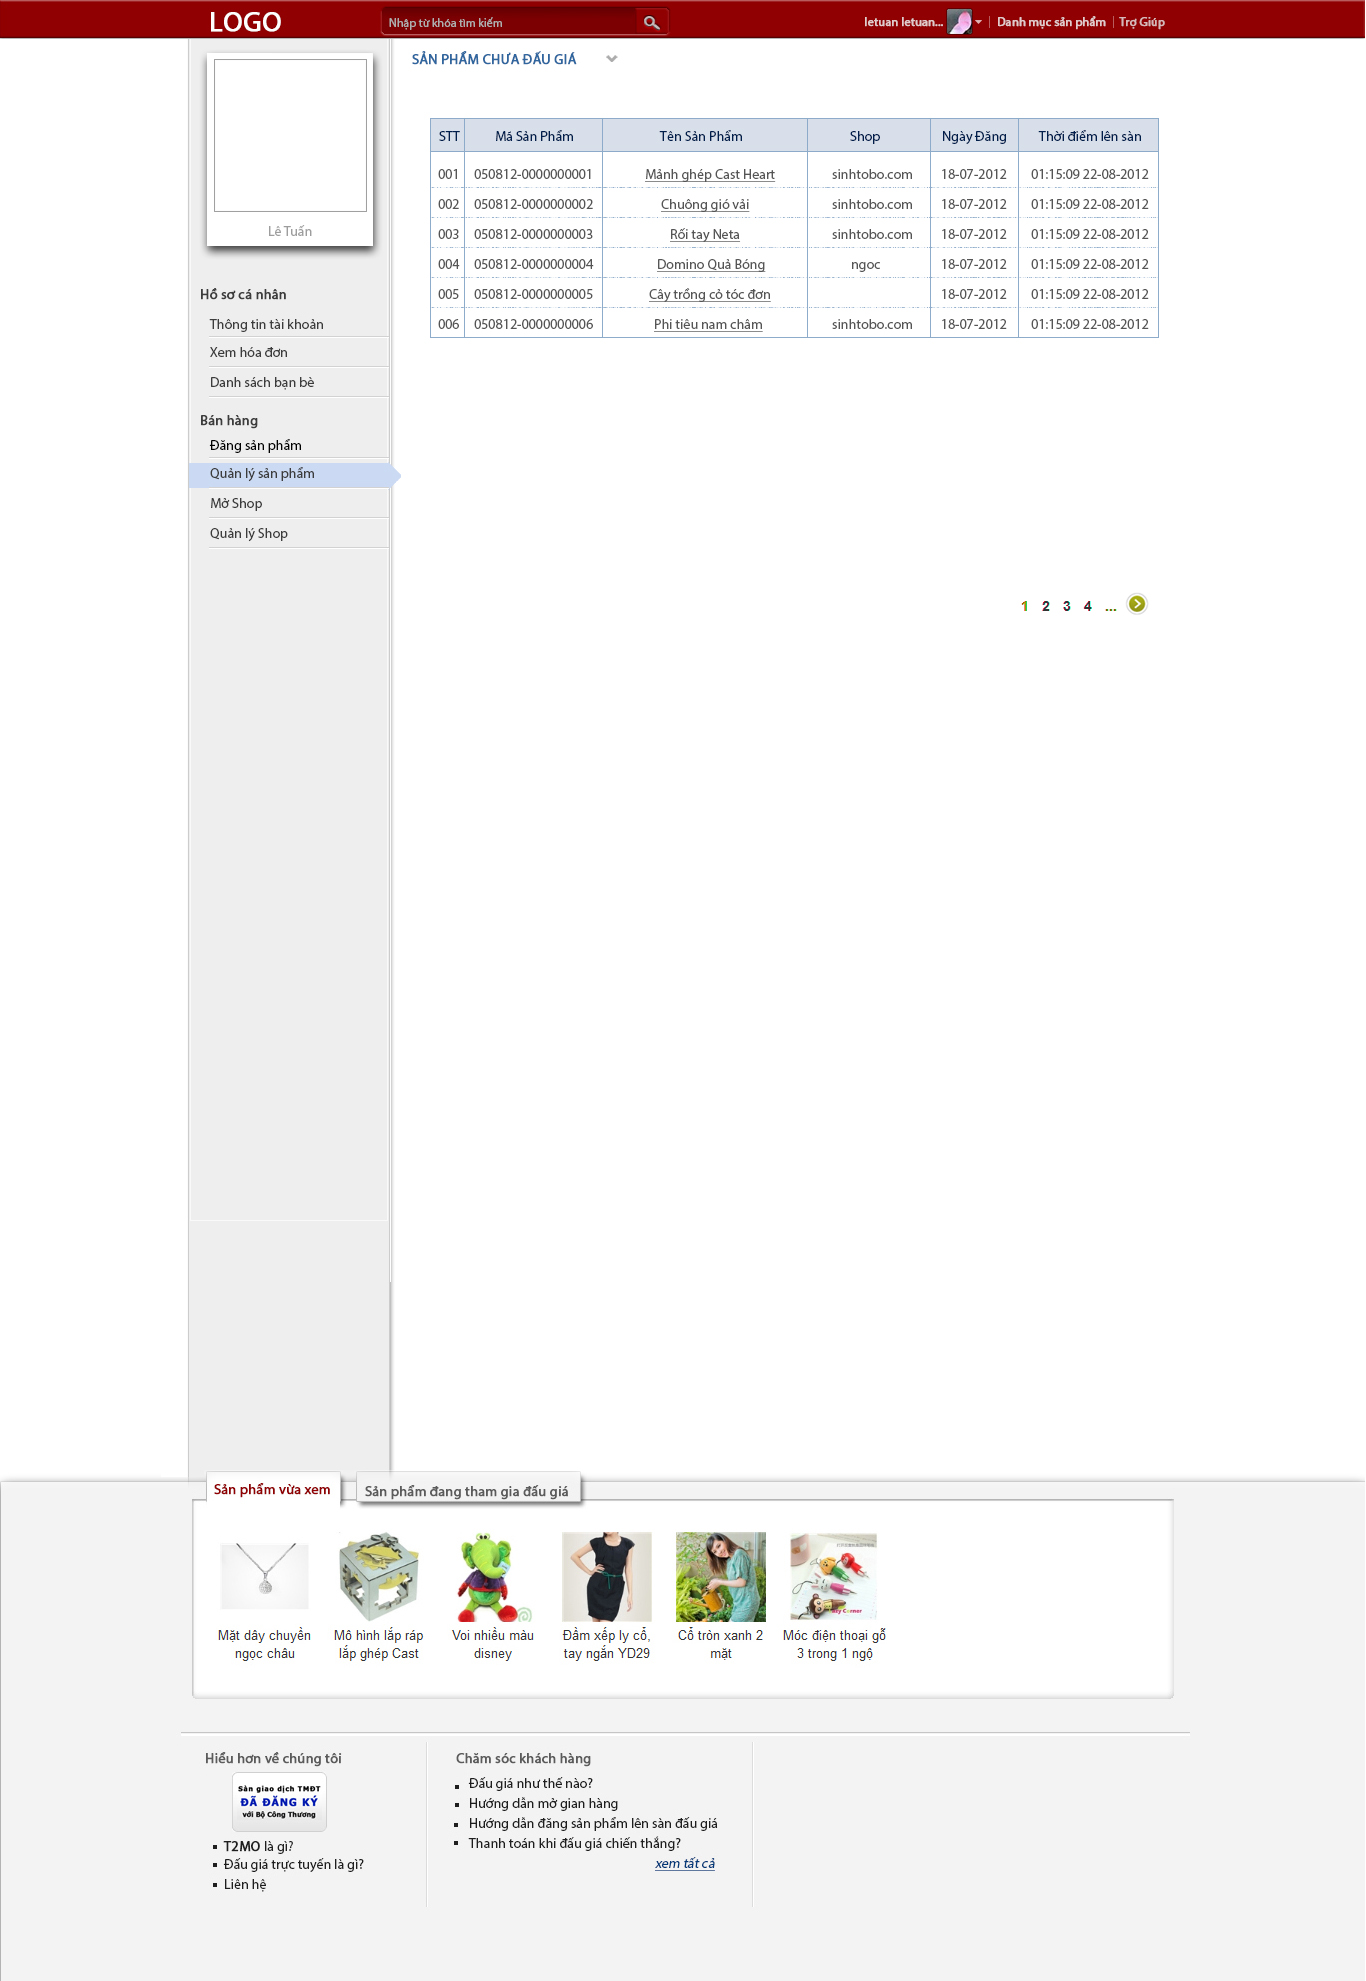 LOGO
Nhập từ khóa tìm kiếm
letuan letuan...
Danh mục sản phẩm
Trợ Giúp
Lê Tuấn
Hồ sơ cá nhân
Thông tin tài khoản
Xem hóa đơn
Danh sách bạn bè
Bán hàng
Đăng sản phẩm
Quản lý sản phẩm
Mở Shop
Quản lý Shop
SẢN PHẨM CHƯA ĐẤU GIÁ
STT Mã Sản Phẩm Tên Sản Phẩm Shop Ngày Đăng Thời điểm lên sàn
001 050812-0000000001 Mảnh ghép Cast Heart sinhtobo.com 18-07-2012 01:15:09 22-08-2012
002 050812-0000000002 Chuông gió vải sinhtobo.com 18-07-2012 01:15:09 22-08-2012
003 050812-0000000003 Rối tay Neta sinhtobo.com 18-07-2012 01:15:09 22-08-2012
004 050812-0000000004 Domino Quả Bóng ngoc 18-07-2012 01:15:09 22-08-2012
005 050812-0000000005 Cây trồng cỏ tóc đơn 18-07-2012 01:15:09 22-08-2012
006 050812-0000000006 Phi tiêu nam châm sinhtobo.com 18-07-2012 01:15:09 22-08-2012
1 2 3 4 ...
Sản phẩm vừa xem
Sản phẩm đang tham gia đấu giá
Mặt dây chuyền
ngọc châu
Mô hình lắp ráp
lắp ghép Cast
Voi nhiều màu
disney
Đầm xếp ly cổ,
tay ngắn YD29
Cổ tròn xanh 2
mặt
Móc điện thoại gỗ
3 trong 1 ngộ
Hiểu hơn về chúng tôi
Sàn giao dịch TMĐT
ĐÃ ĐĂNG KÝ
với Bộ Công Thương
T2MO là gì?
Đấu giá trực tuyến là gì?
Liên hệ
Chăm sóc khách hàng
Đấu giá như thế nào?
Hướng dẫn mở gian hàng
Hướng dẫn đăng sản phẩm lên sàn đấu giá
Thanh toán khi đấu giá chiến thắng?
xem tất cả